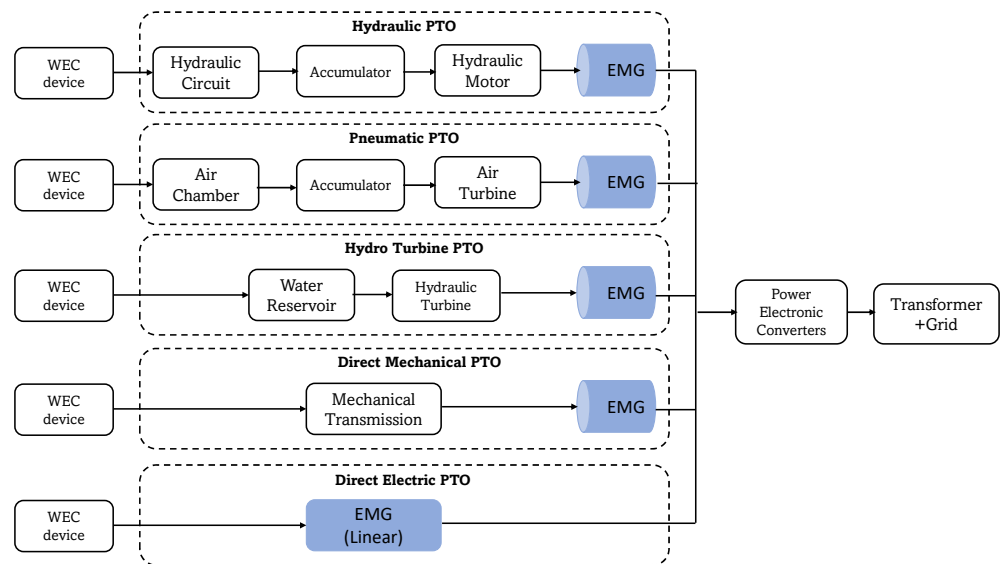 Hydraulic PTO
WEC
device
Hydraulic
Circuit
Accumulator
Hydraulic
Motor
EMG
Pneumatic PTO
WEC
device
Air
Chamber
Accumulator
Air
Turbine
EMG
Hydro Turbine PTO
WEC
device
Water
Reservoir
Hydraulic
Turbine
EMG
Power
Electronic
Converters
Transformer
+Grid
Direct Mechanical PTO
WEC
device
Mechanical
Transmission
EMG
Direct Electric PTO
WEC
device
EMG
(Linear)